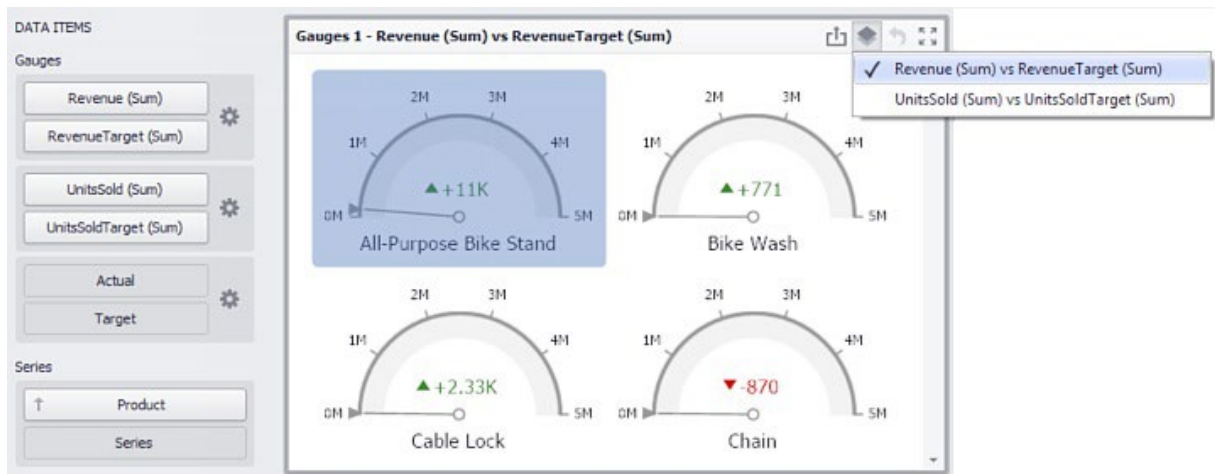 DATA ITEMS
Gauges
Revenue (Sum)
RevenueTarget (Sum)
UnitsSold (Sum)
UnitsSoldTarget (Sum)
Actual
Target
Series
Product
Series
Gauges 1 - Revenue (Sum) vs RevenueTarget (Sum)
Revenue (Sum) vs RevenueTarget (Sum)
UnitsSold (Sum) vs UnitsSoldTarget (Sum)
0M 1M 2M 3M 4M 5M
+11K
All-Purpose Bike Stand
0M 1M 2M 3M 4M 5M
+771
Bike Wash
0M 1M 2M 3M 4M 5M
+2.33K
Cable Lock
0M 1M 2M 3M 4M 5M
-870
Chain